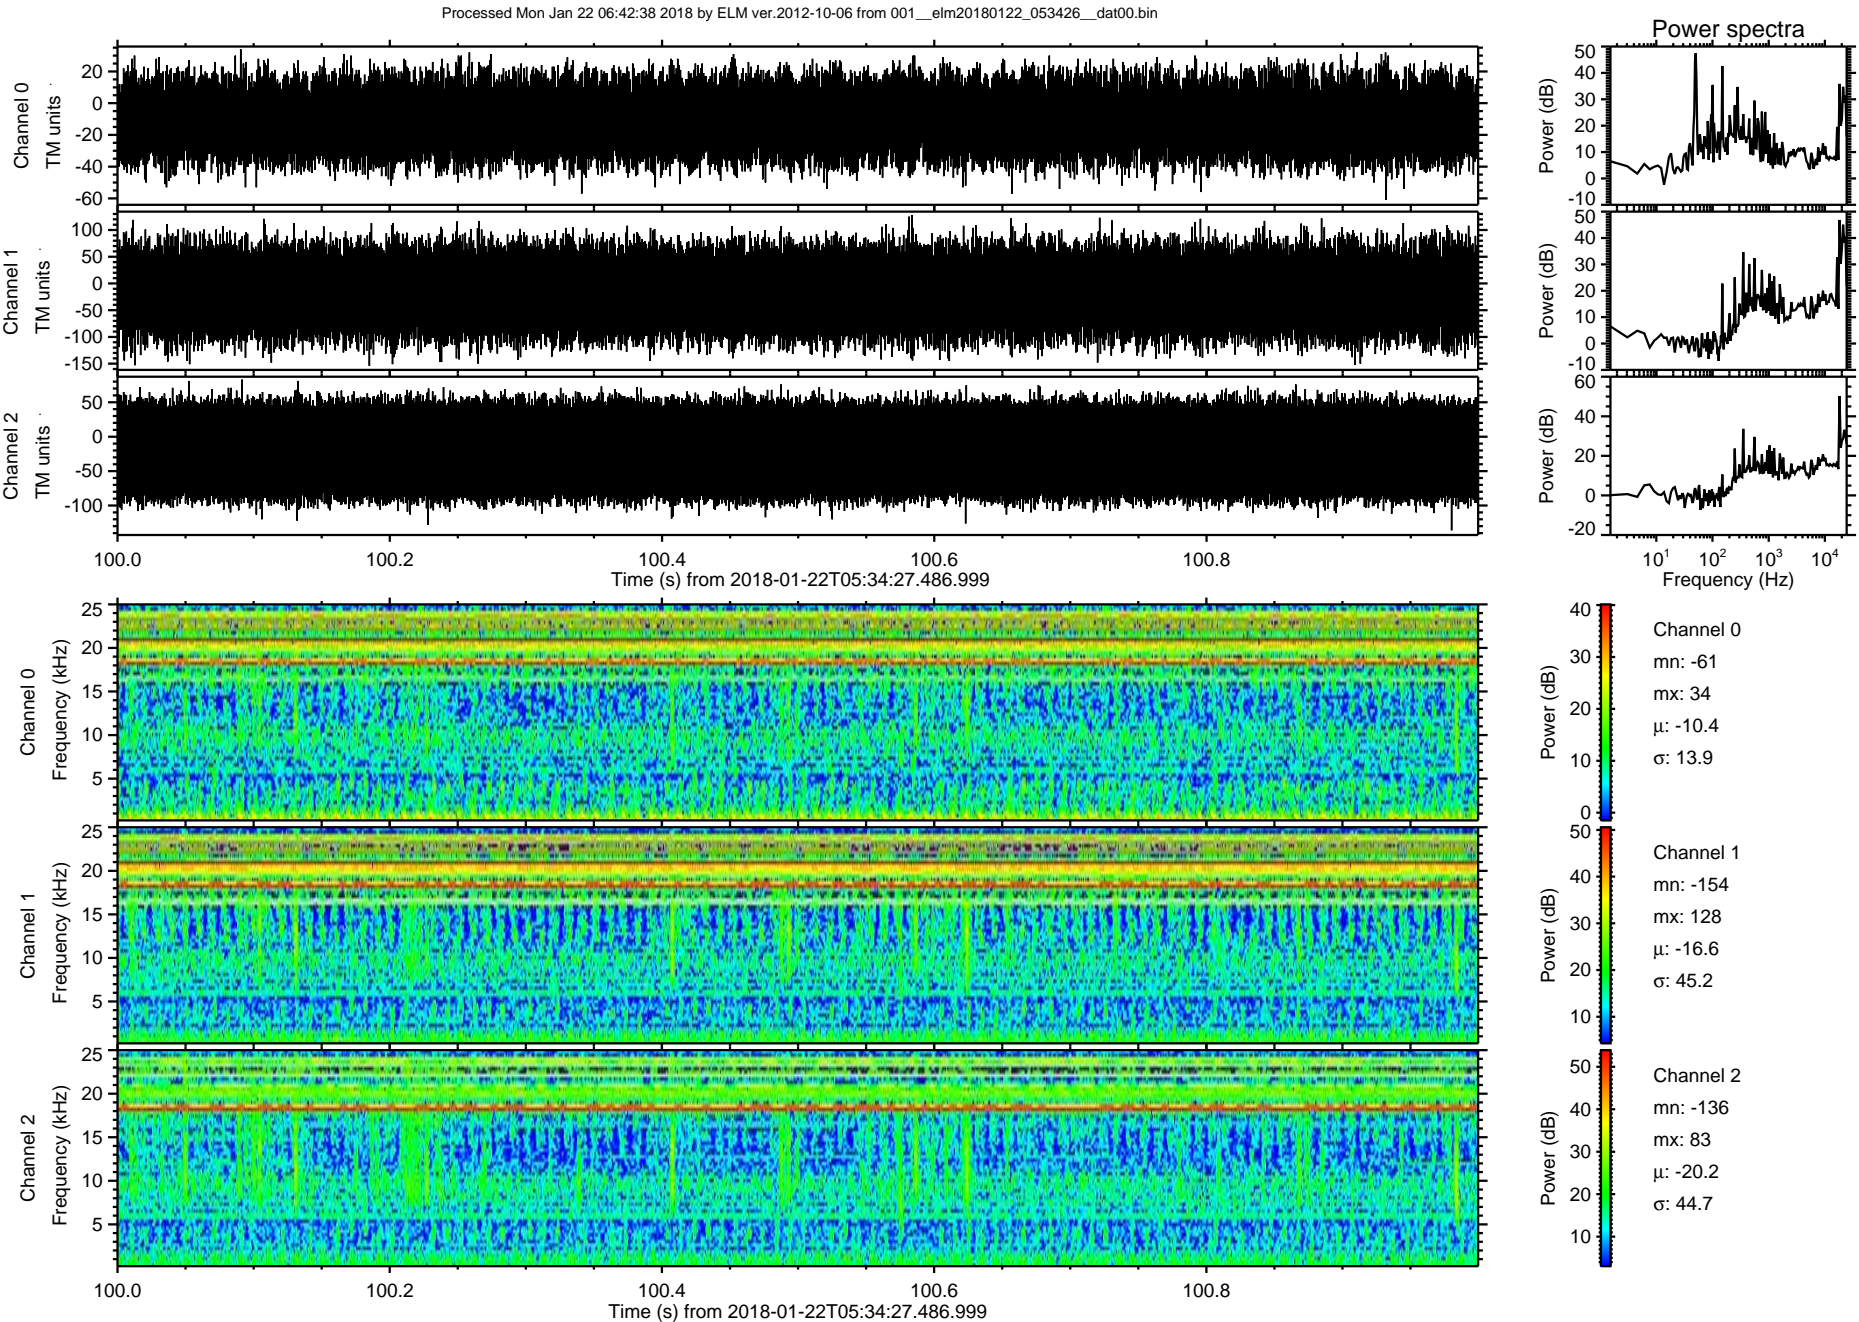 Processed Mon Jan 22 06:42:38 2018 by ELM ver.2012-10-06 from 001__elm20180122_053426__dat00.bin
Power spectra
Channel 0
TM units
20
0
-20
-40
-60
Power (dB)
50
40
30
20
10
0
-10
Channel 1
TM units
100
50
0
-50
-100
-150
Power (dB)
50
40
30
20
10
0
-10
Channel 2
TM units
50
0
-50
-100
Power (dB)
60
40
20
0
-20
100.0 100.2 100.4 100.6 100.8
Time (s) from 2018-01-22T05:34:27.486.999
10¹ 10² 10³ 10⁴
Frequency (Hz)
Channel 0
Frequency (kHz)
25
20
15
10
5
Power (dB)
40
30
20
10
0
Channel 0
mn: -61
mx: 34
μ: -10.4
σ: 13.9
Channel 1
Frequency (kHz)
25
20
15
10
5
Power (dB)
50
40
30
20
10
Channel 1
mn: -154
mx: 128
μ: -16.6
σ: 45.2
Channel 2
Frequency (kHz)
25
20
15
10
5
Power (dB)
50
40
30
20
10
Channel 2
mn: -136
mx: 83
μ: -20.2
σ: 44.7
100.0 100.2 100.4 100.6 100.8
Time (s) from 2018-01-22T05:34:27.486.999